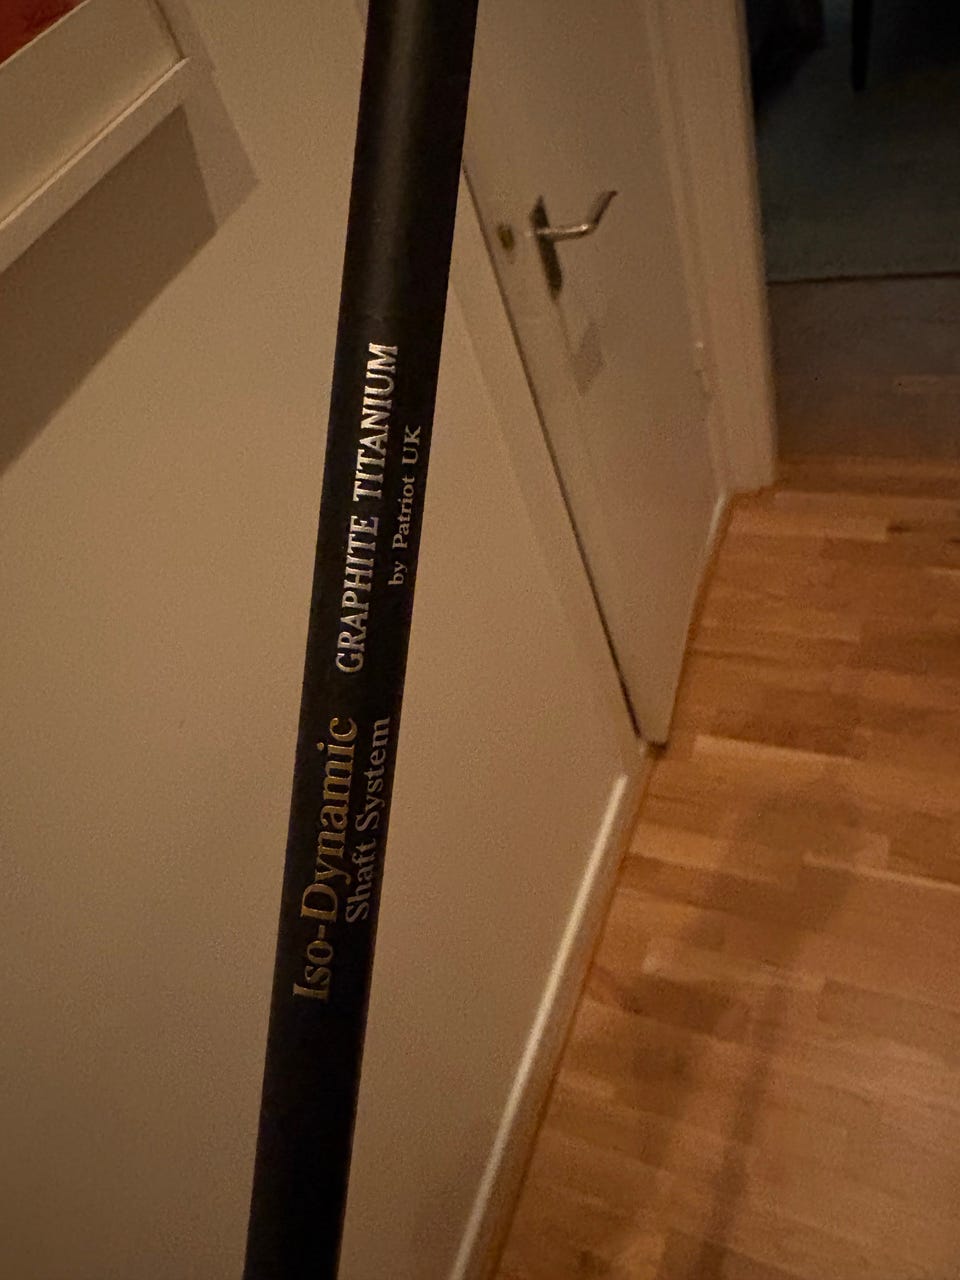 Iso-Dynamic
Shaft System
GRAPHITE TITANIUM
by Patriot UK